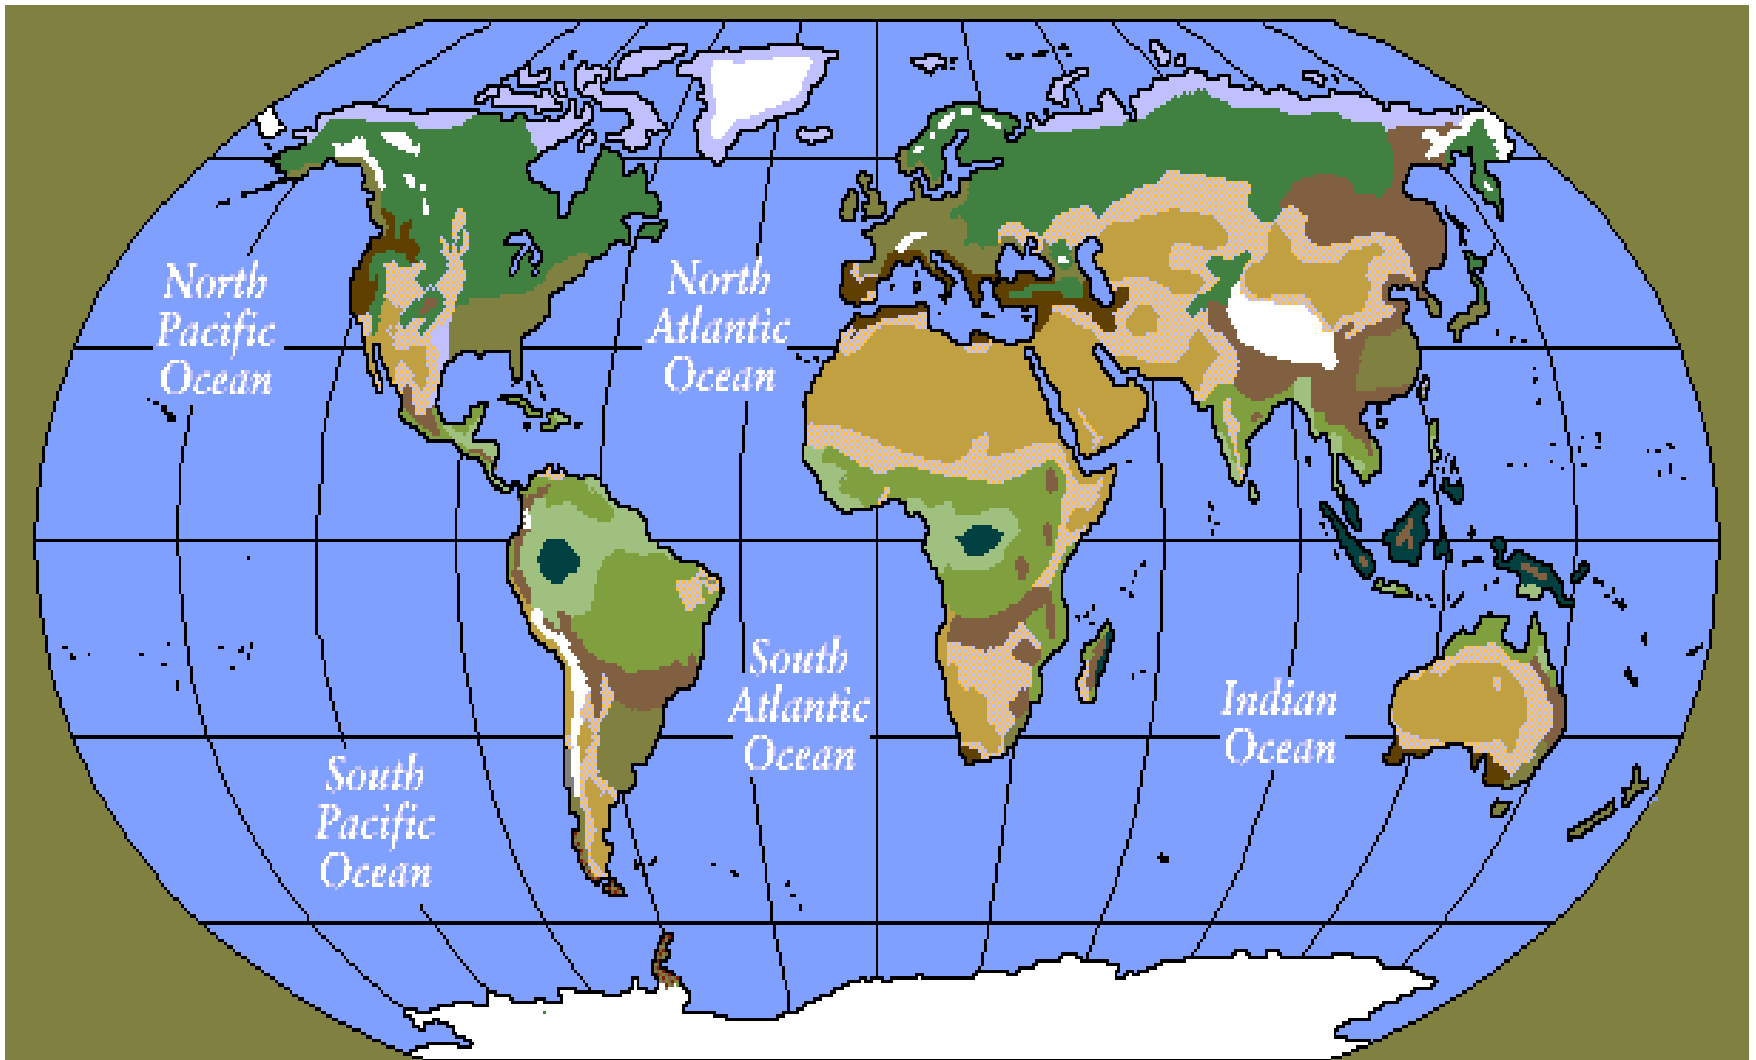 North
Pacific
Ocean
North
Atlantic
Ocean
South
Atlantic
Ocean
Indian
Ocean
South
Pacific
Ocean